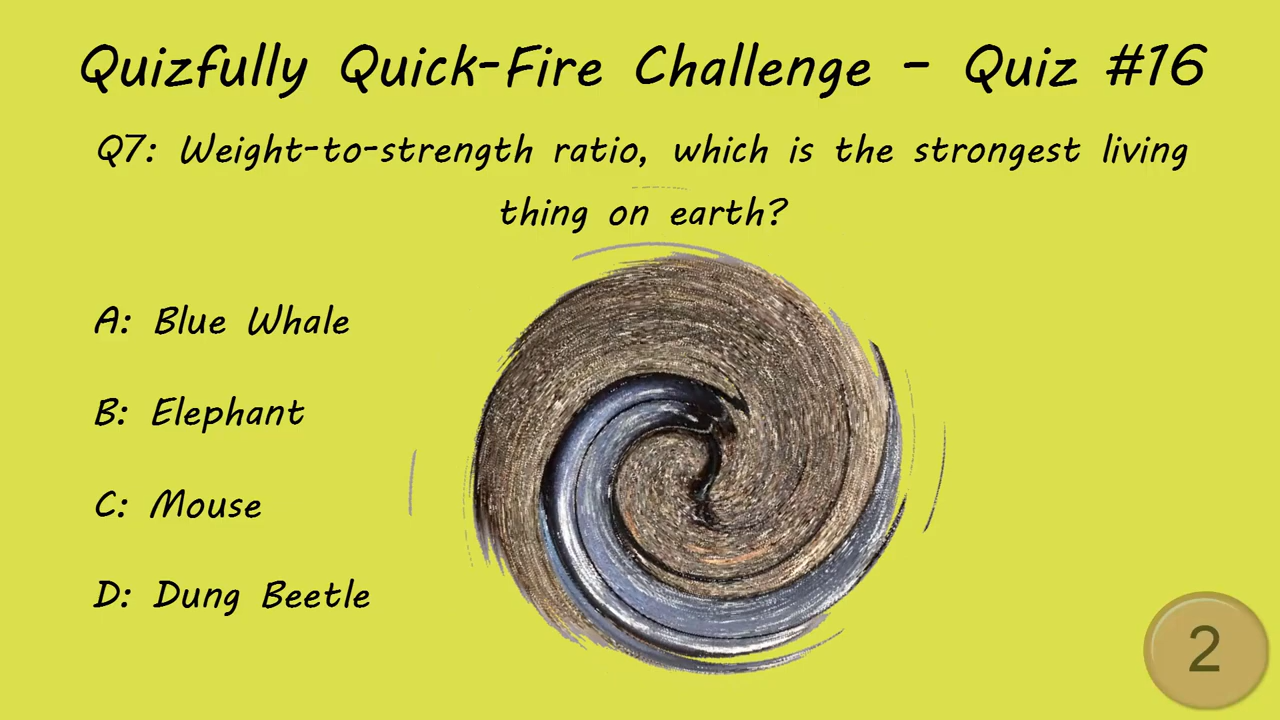 Quizfully Quick-Fire Challenge - Quiz #16
Q7: Weight-to-strength ratio, which is the strongest living
thing on earth?
A: Blue Whale
B: Elephant
C: Mouse
D: Dung Beetle
2